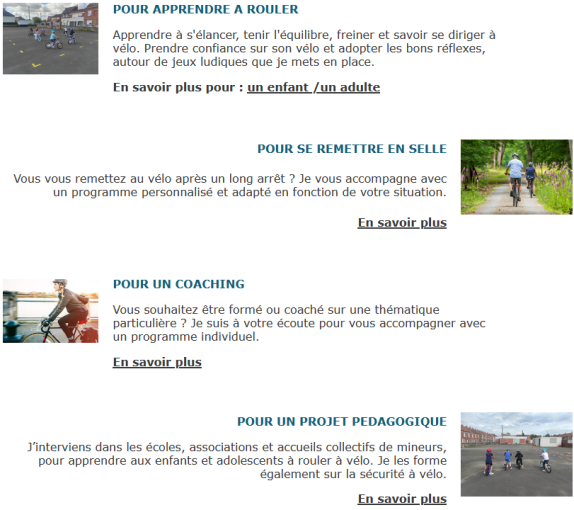 POUR APPRENDRE A ROULER
Apprendre à s'élancer, tenir l'équilibre, freiner et savoir se diriger à
vélo. Prendre confiance sur son vélo et adopter les bons réflexes,
autour de jeux ludiques que je mets en place.
En savoir plus pour : un enfant /un adulte
POUR SE REMETTRE EN SELLE
Vous vous remettez au vélo après un long arrêt ? Je vous accompagne avec
un programme personnalisé et adapté en fonction de votre situation.
En savoir plus
POUR UN COACHING
Vous souhaitez être formé ou coaché sur une thématique
particulière ? Je suis à votre écoute pour vous accompagner avec
un programme individuel.
En savoir plus
POUR UN PROJET PEDAGOGIQUE
J’interviens dans les écoles, associations et accueils collectifs de mineurs,
pour apprendre aux enfants et adolescents à rouler à vélo. Je les forme
également sur la sécurité à vélo.
En savoir plus